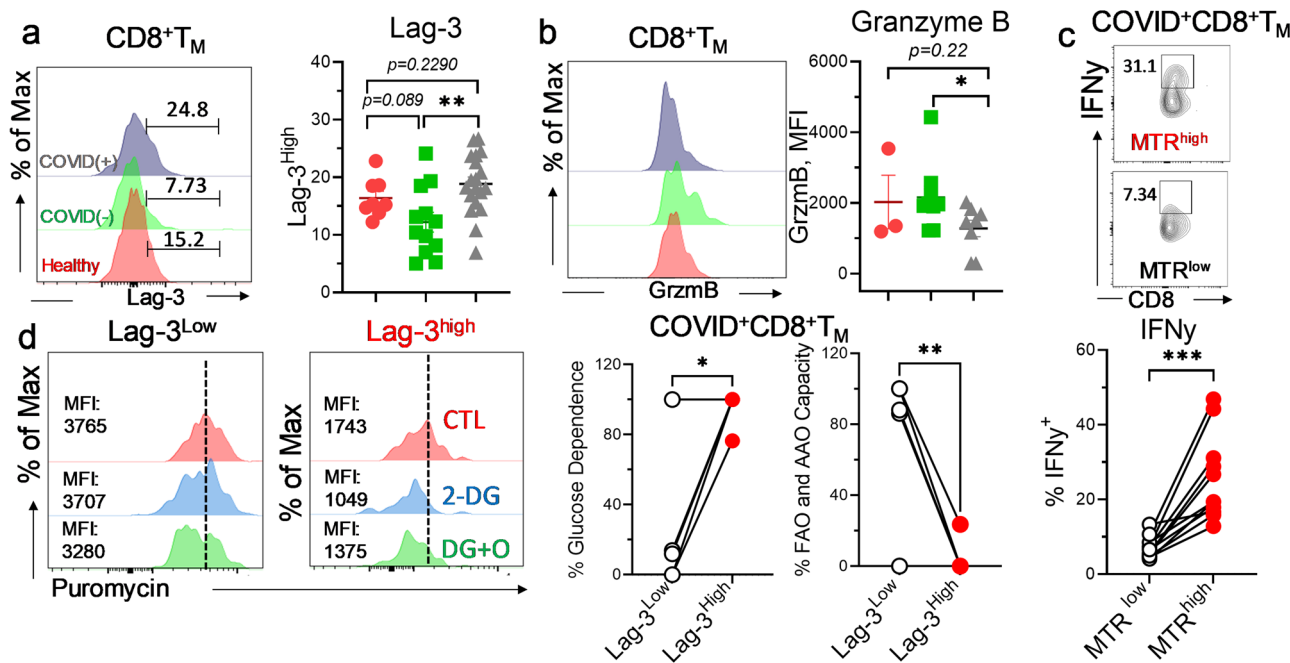 a
CD8⁺T_M
% of Max
24.8
COVID(+)
7.73
COVID(-)
15.2
Healthy
Lag-3
Lag-3
p=0.2290
p=0.089
**
Lag-3^High
40
30
20
10
0
b
CD8⁺T_M
% of Max
GrzmB
Granzyme B
p=0.22
*
GrzmB, MFI
6000
4000
2000
0
c
COVID⁺CD8⁺T_M
IFNy
31.1
MTR^high
7.34
MTR^low
CD8
d
Lag-3^Low
% of Max
MFI:
3765
MFI:
3707
MFI:
3280
Puromycin
Lag-3^high
% of Max
MFI:
1743
CTL
MFI:
1049
2-DG
MFI:
1375
DG+O
COVID⁺CD8⁺T_M
*
% Glucose Dependence
120
80
40
0
Lag-3^Low
Lag-3^High
**
% FAO and AAO Capacity
120
80
40
0
Lag-3^Low
Lag-3^High
IFNy
***
% IFNy⁺
60
40
20
0
MTR^low
MTR^high